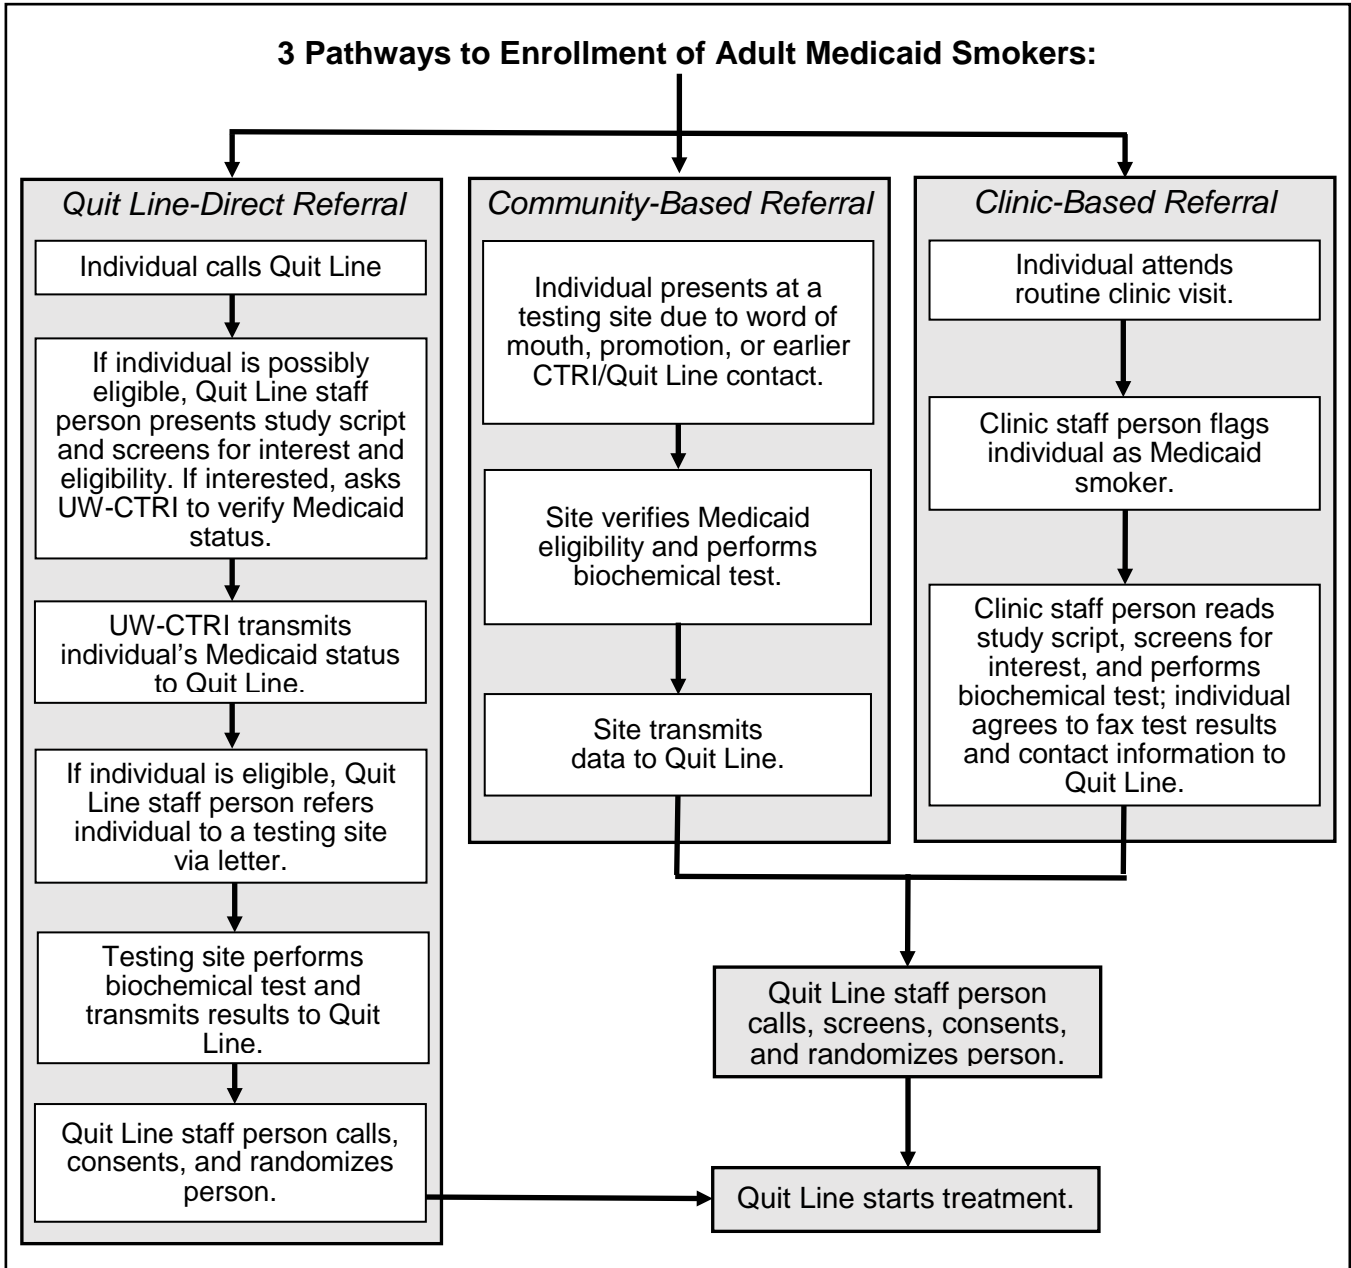 3 Pathways to Enrollment of Adult Medicaid Smokers:
Quit Line-Direct Referral
Individual calls Quit Line
If individual is possibly
eligible, Quit Line staff
person presents study script
and screens for interest and
eligibility. If interested, asks
UW-CTRI to verify Medicaid
status.
UW-CTRI transmits
individual’s Medicaid status
to Quit Line.
If individual is eligible, Quit
Line staff person refers
individual to a testing site
via letter.
Testing site performs
biochemical test and
transmits results to Quit
Line.
Quit Line staff person calls,
consents, and randomizes
person.
Community-Based Referral
Individual presents at a
testing site due to word of
mouth, promotion, or earlier
CTRI/Quit Line contact.
Site verifies Medicaid
eligibility and performs
biochemical test.
Site transmits
data to Quit Line.
Clinic-Based Referral
Individual attends
routine clinic visit.
Clinic staff person flags
individual as Medicaid
smoker.
Clinic staff person reads
study script, screens for
interest, and performs
biochemical test; individual
agrees to fax test results
and contact information to
Quit Line.
Quit Line staff person
calls, screens, consents,
and randomizes person.
Quit Line starts treatment.